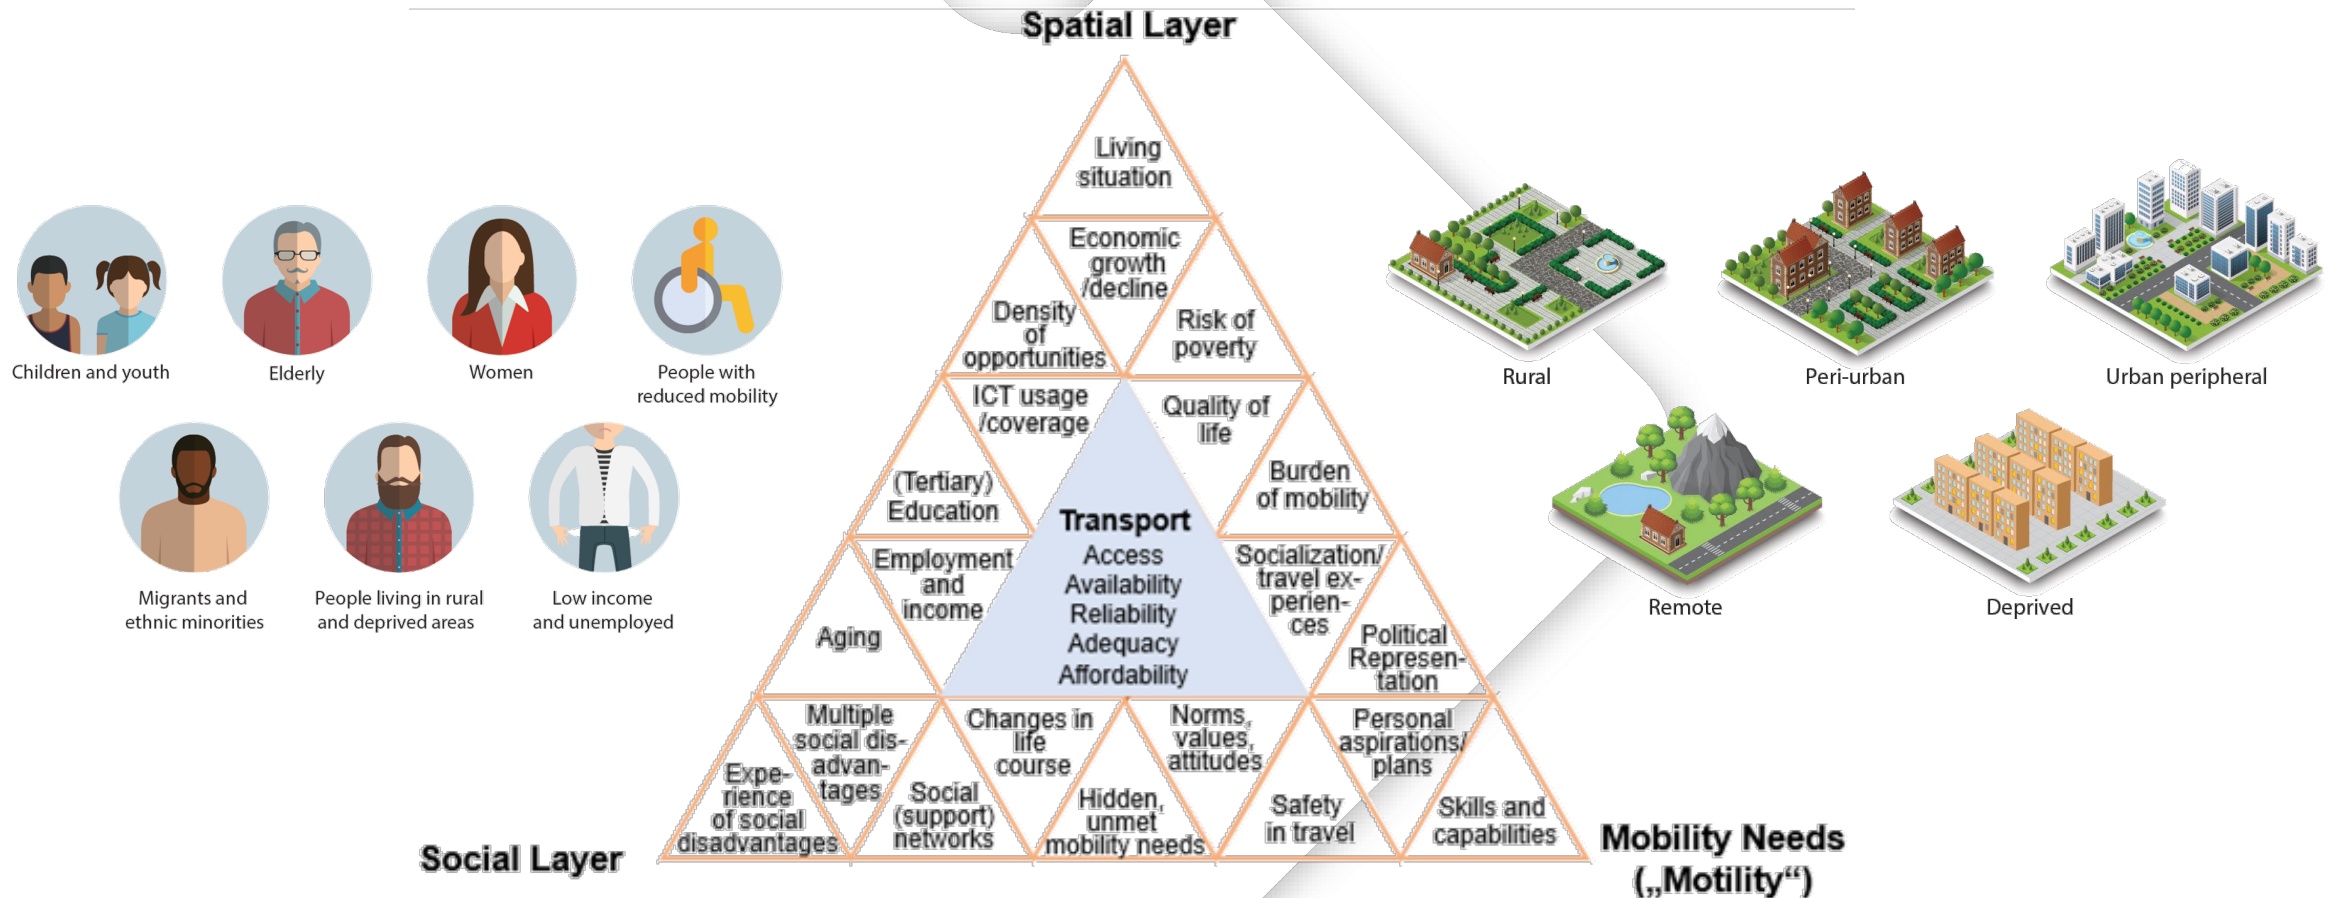 Spatial Layer
Living
situation
Economic
growth
/decline
Density
of
opportunities
Risk of
poverty
ICT usage
/coverage
Quality of
life
(Tertiary)
Education
Burden
of mobility
Transport
Access
Availability
Reliability
Adequacy
Affordability
Employment
and
income
Socialization/
travel ex-
perien-
ces
Aging
Political
Represen-
tation
Multiple
social dis-
advan-
tages
Changes in
life
course
Norms,
values,
attitudes
Personal
aspirations/
plans
Expe-
rience
of social
disadvantages
Social
(support)
networks
Hidden,
unmet
mobility needs
Safety
in travel
Skills and
capabilities
Social Layer
Mobility Needs
(„Motility“)
Children and youth
Elderly
Women
People with
reduced mobility
Migrants and
ethnic minorities
People living in rural
and deprived areas
Low income
and unemployed
Rural
Peri-urban
Urban peripheral
Remote
Deprived